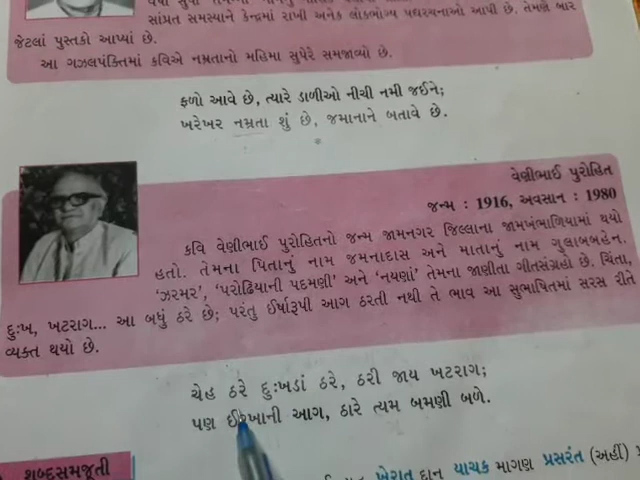 સાંપ્રત સમસ્યાને કેન્દ્રમાં રાખી અનેક લોકભોગ્ય પદ્યરચનાઓ આપી છે. તેમણે બાર
જેટલાં પુસ્તકો આપ્યાં છે.
આ ગઝલપંક્તિમાં કવિએ નમ્રતાનો મહિમા સુપેરે સમજાવ્યો છે.
ફળો આવે છે, ત્યારે ડાળીઓ નીચી નમી જઈને;
ખરેખર નમ્રતા શું છે, જમાનાને બતાવે છે.
વેણીભાઈ પુરોહિત
જન્મ : 1916, અવસાન : 1980
કવિ વેણીભાઈ પુરોહિતનો જન્મ જામનગર જિલ્લાના જામખંભાળિયામાં થયો
હતો. તેમના પિતાનું નામ જમનાદાસ અને માતાનું નામ ગુલાબબહેન.
‘ઝરમર’, ‘પરોઢિયાની પદમણી’ અને ‘નયણાં’ તેમના જાણીતા ગીતસંગ્રહો છે. ચિંતા,
દુઃખ, ખટરાગ... આ બધું ઠરે છે; પરંતુ ઈર્ષારૂપી આગ ઠરતી નથી તે ભાવ આ સુભાષિતમાં સરસ રીતે
વ્યક્ત થયો છે.
ચેહ ઠરે દુઃખડાં ઠરે, ઠરી જાય ખટરાગ;
પણ ઈરખાની આગ, ઠારે ત્યમ બમણી બળે.
શબ્દસમજૂતી
ખેરાત દાન યાચક માગણ પ્રસરંત (અહીં)